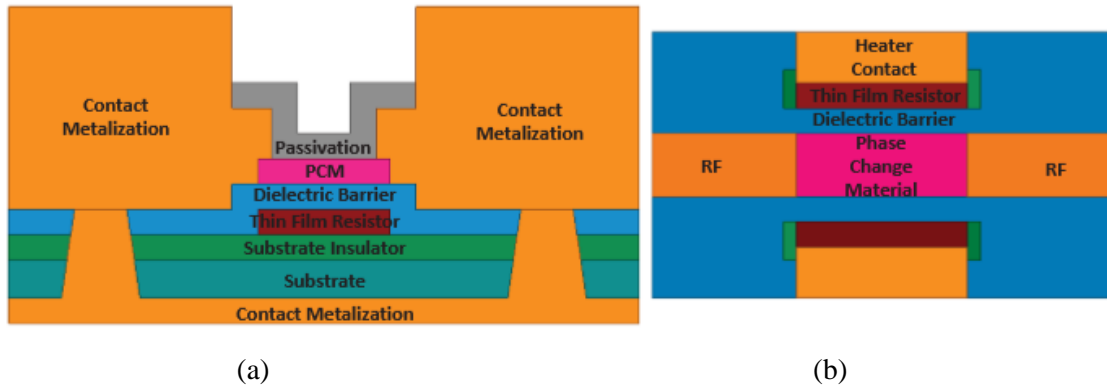 Contact
Metalization
Contact
Metalization
Passivation
PCM
Dielectric Barrier
Thin Film Resistor
Substrate Insulator
Substrate
Contact Metalization
(a)
Heater
Contact
Thin Film Resistor
Dielectric Barrier
RF
Phase
Change
Material
RF
(b)